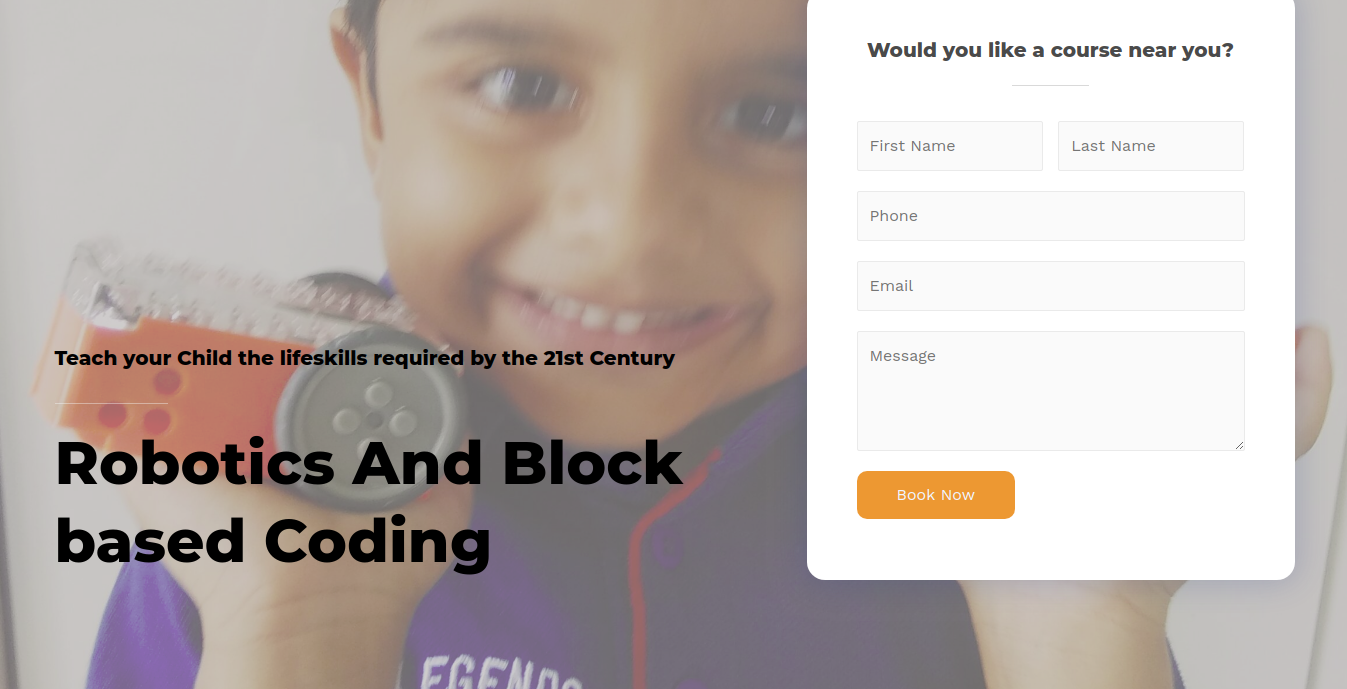 Would you like a course near you?
First Name Last Name
Phone
Email
Message
Book Now
Teach your Child the lifeskills required by the 21st Century
Robotics And Block
based Coding
EGENDS